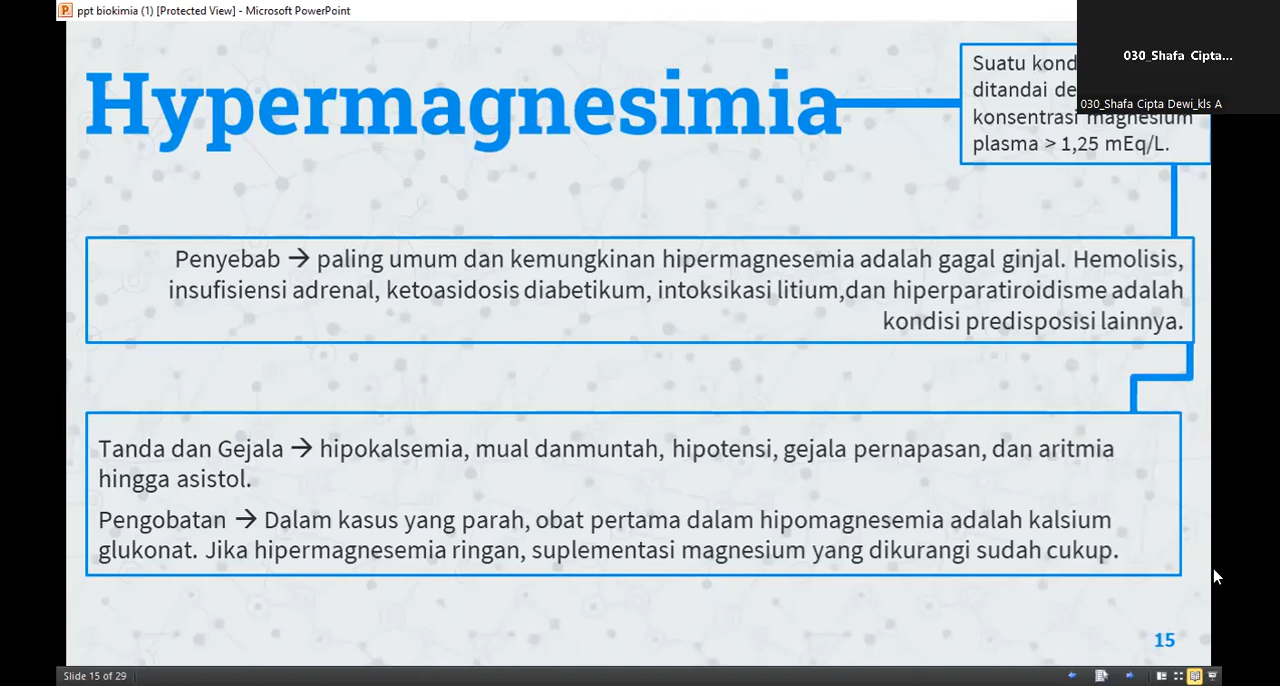 ppt biokimia (1) [Protected View] - Microsoft PowerPoint
030_Shafa Cipta...
030_Shafa Cipta Dewi_kls A
Hypermagnesimia
Suatu
ditandai
konsentrasi magnesium
plasma > 1,25 mEq/L.
Penyebab → paling umum dan kemungkinan hipermagnesemia adalah gagal ginjal. Hemolisis,
insufisiensi adrenal, ketoasidosis diabetikum, intoksikasi litium,dan hiperparatiroidisme adalah
kondisi predisposisi lainnya.
Tanda dan Gejala → hipokalsemia, mual danmuntah, hipotensi, gejala pernapasan, dan aritmia
hingga asistol.
Pengobatan → Dalam kasus yang parah, obat pertama dalam hipomagnesemia adalah kalsium
glukonat. Jika hipermagnesemia ringan, suplementasi magnesium yang dikurangi sudah cukup.
15
Slide 15 of 29